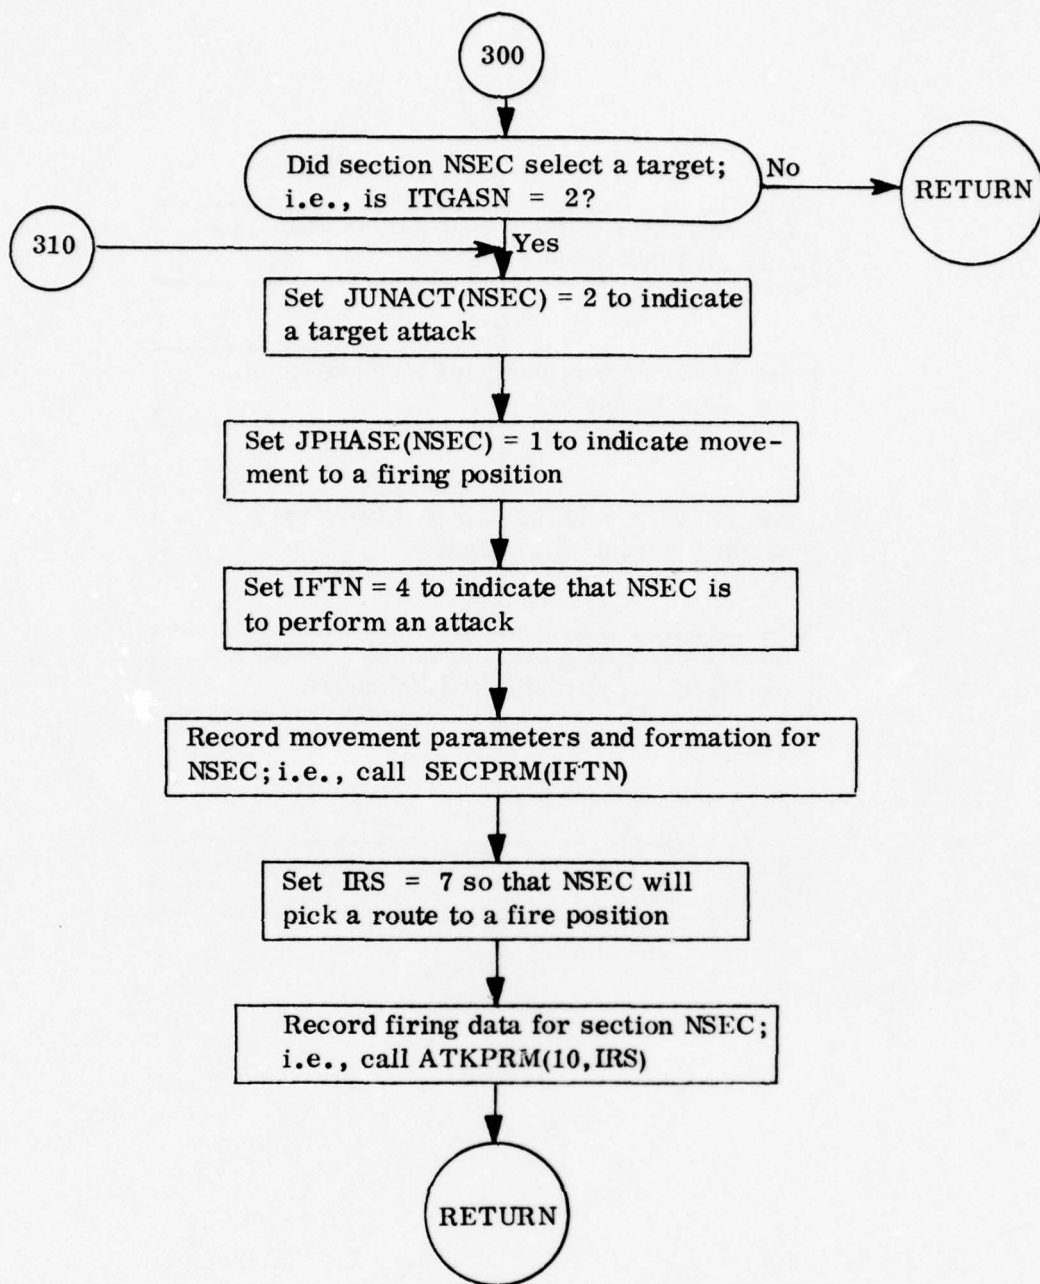 300
Did section NSEC select a target;
i.e., is ITGASN = 2?
No
RETURN
310
Yes
Set JUNACT(NSEC) = 2 to indicate
a target attack
Set JPHASE(NSEC) = 1 to indicate move-
ment to a firing position
Set IFTN = 4 to indicate that NSEC is
to perform an attack
Record movement parameters and formation for
NSEC; i.e., call SECPRM(IFTN)
Set IRS = 7 so that NSEC will
pick a route to a fire position
Record firing data for section NSEC;
i.e., call ATKPRM(10,IRS)
RETURN